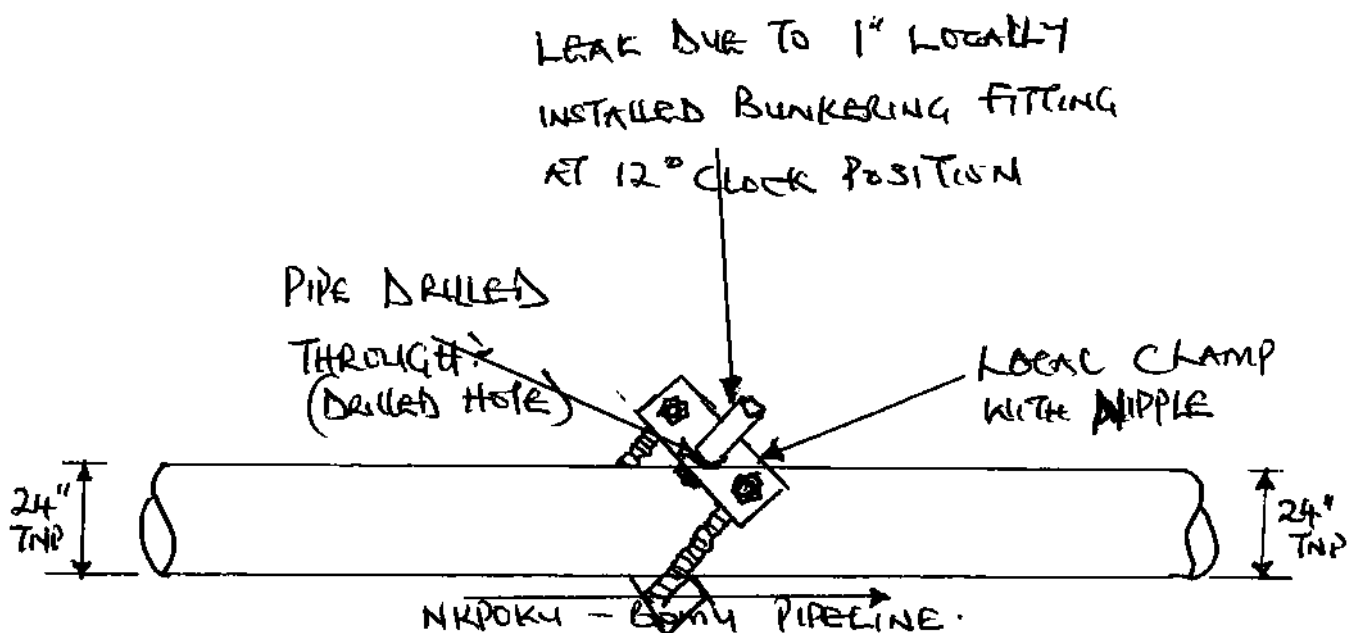 LEAK DUE TO 1" LOCALLY
INSTALLED BUNKERING FITTING
AT 12° CLOCK POSITION
PIPE DRILLED
THROUGH:
(DRILLED HOLE)
LOCAL CLAMP
WITH NIPPLE
24"
TNP
24"
TNP
NKPOKU - BONNY PIPELINE.